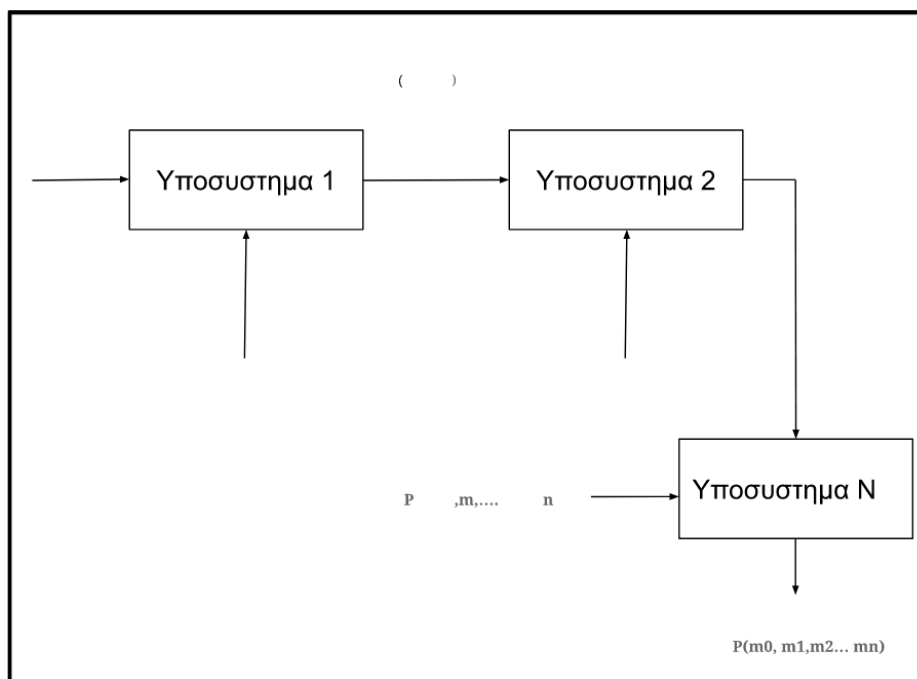 ( )
Υποσυστημα 1
Υποσυστημα 2
P ,m,.... n
Υποσυστημα N
P(m0, m1,m2... mn)